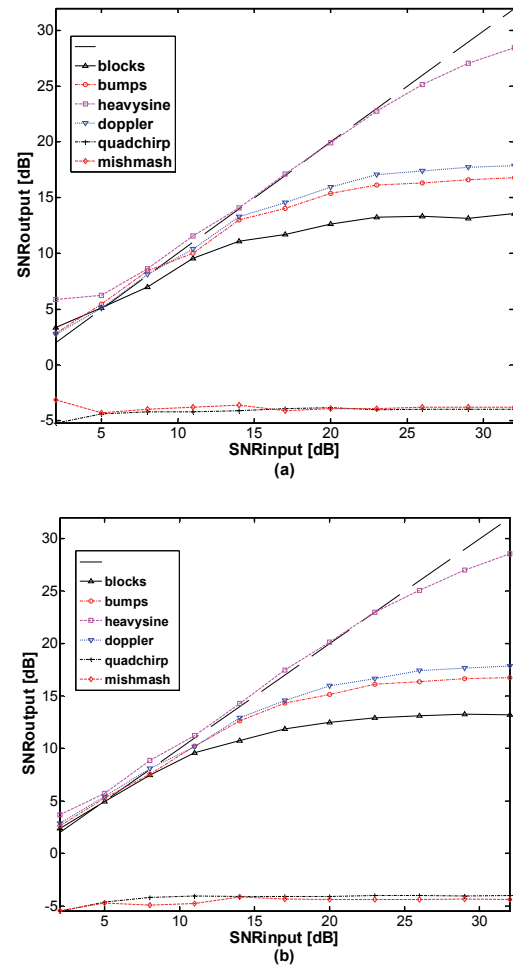 30
25
20
15
10
5
0
-5
SNRoutput [dB]
blocks
bumps
heavysine
doppler
quadchirp
mishmash
5 10 15 20 25 30
SNRinput [dB]
(a)
30
25
20
15
10
5
0
-5
SNRoutput [dB]
blocks
bumps
heavysine
doppler
quadchirp
mishmash
5 10 15 20 25 30
SNRinput [dB]
(b)